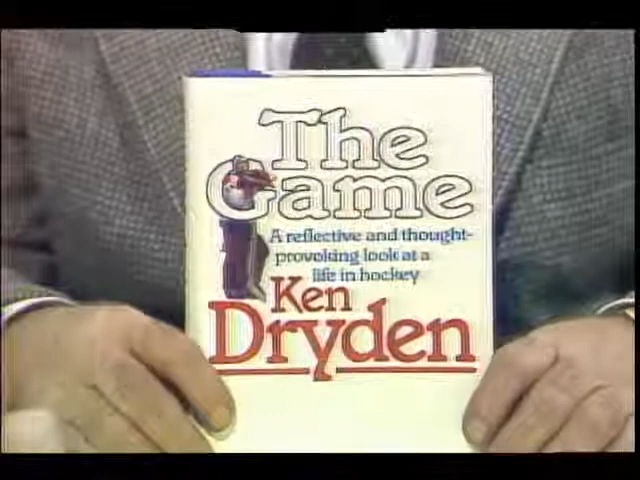 The
Game
A reflective and thought-
provoking look at a
life in hockey
Ken
Dryden